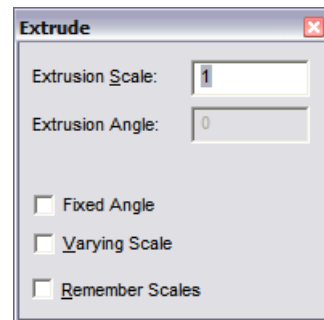 Extrude
Extrusion Scale: 1
Extrusion Angle: 0
Fixed Angle
Varying Scale
Remember Scales